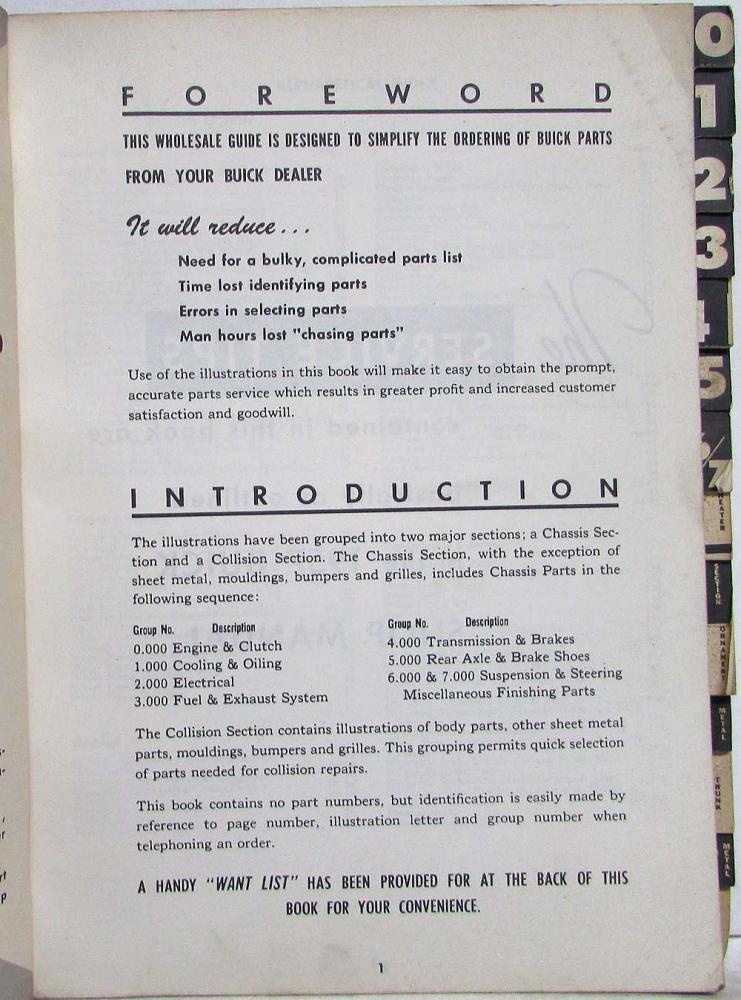 F O R E W O R D
THIS WHOLESALE GUIDE IS DESIGNED TO SIMPLIFY THE ORDERING OF BUICK PARTS
FROM YOUR BUICK DEALER
It will reduce...
Need for a bulky, complicated parts list
Time lost identifying parts
Errors in selecting parts
Man hours lost "chasing parts"
Use of the illustrations in this book will make it easy to obtain the prompt,
accurate parts service which results in greater profit and increased customer
satisfaction and goodwill.
I N T R O D U C T I O N
The illustrations have been grouped into two major sections; a Chassis Sec-
tion and a Collision Section. The Chassis Section, with the exception of
sheet metal, mouldings, bumpers and grilles, includes Chassis Parts in the
following sequence:
Group No. Description
0.000 Engine & Clutch
1.000 Cooling & Oiling
2.000 Electrical
3.000 Fuel & Exhaust System
Group No. Description
4.000 Transmission & Brakes
5.000 Rear Axle & Brake Shoes
6.000 & 7.000 Suspension & Steering
Miscellaneous Finishing Parts
The Collision Section contains illustrations of body parts, other sheet metal
parts, mouldings, bumpers and grilles. This grouping permits quick selection
of parts needed for collision repairs.
This book contains no part numbers, but identification is easily made by
reference to page number, illustration letter and group number when
telephoning an order.
A HANDY "WANT LIST" HAS BEEN PROVIDED FOR AT THE BACK OF THIS
BOOK FOR YOUR CONVENIENCE.
1
0
1
2
3
4
5
6/7
HEATER
SECTION
ORNAMENT
METAL
TRUNK
METAL